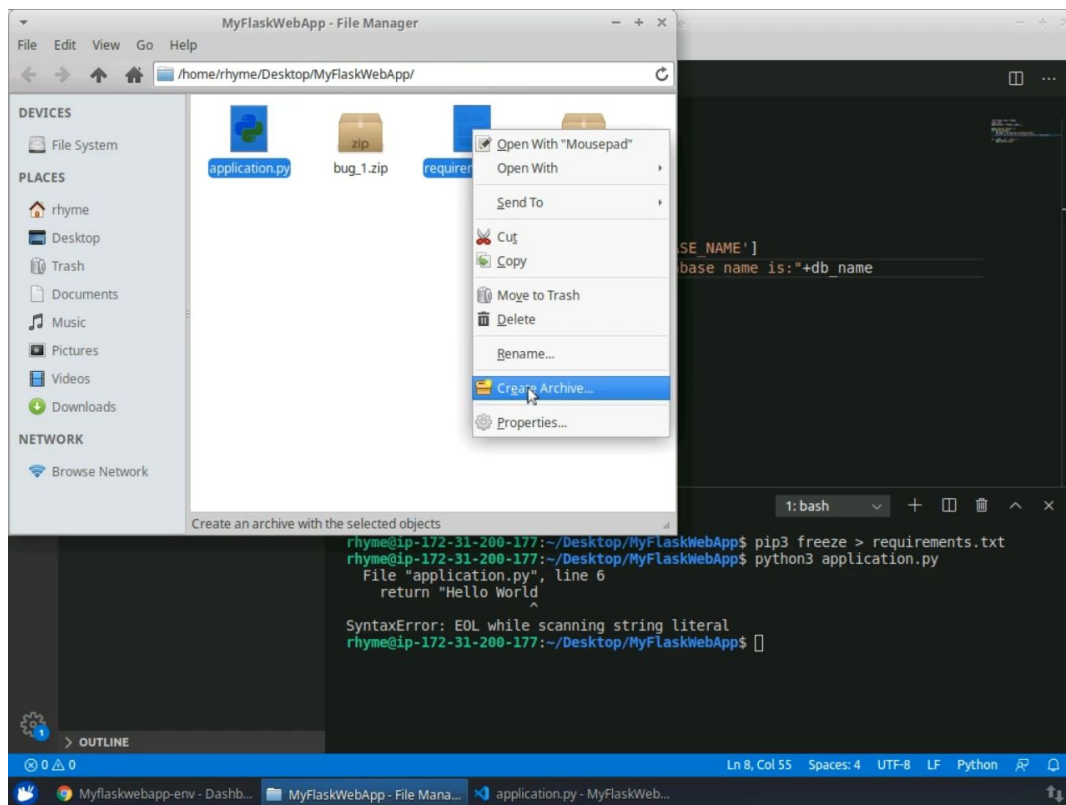 MyFlaskWebApp - File Manager
File Edit View Go Help
/home/rhyme/Desktop/MyFlaskWebApp/
DEVICES
File System
PLACES
rhyme
Desktop
Trash
Documents
Music
Pictures
Videos
Downloads
NETWORK
Browse Network
application.py
zip
bug_1.zip
Open With "Mousepad"
Open With
Send To
Cut
Copy
Move to Trash
Delete
Rename...
Create Archive...
Properties...
Create an archive with the selected objects
SE_NAME']
base name is:"+db_name
1: bash
rhyme@ip-172-31-200-177:~/Desktop/MyFlaskWebApp$ pip3 freeze > requirements.txt
rhyme@ip-172-31-200-177:~/Desktop/MyFlaskWebApp$ python3 application.py
File "application.py", line 6
return "Hello World
^
SyntaxError: EOL while scanning string literal
rhyme@ip-172-31-200-177:~/Desktop/MyFlaskWebApp$
1
> OUTLINE
0 0 Ln 8, Col 55 Spaces: 4 UTF-8 LF Python
Myflaskwebapp-env - Dashb... MyFlaskWebApp - File Mana... application.py - MyFlaskWeb...